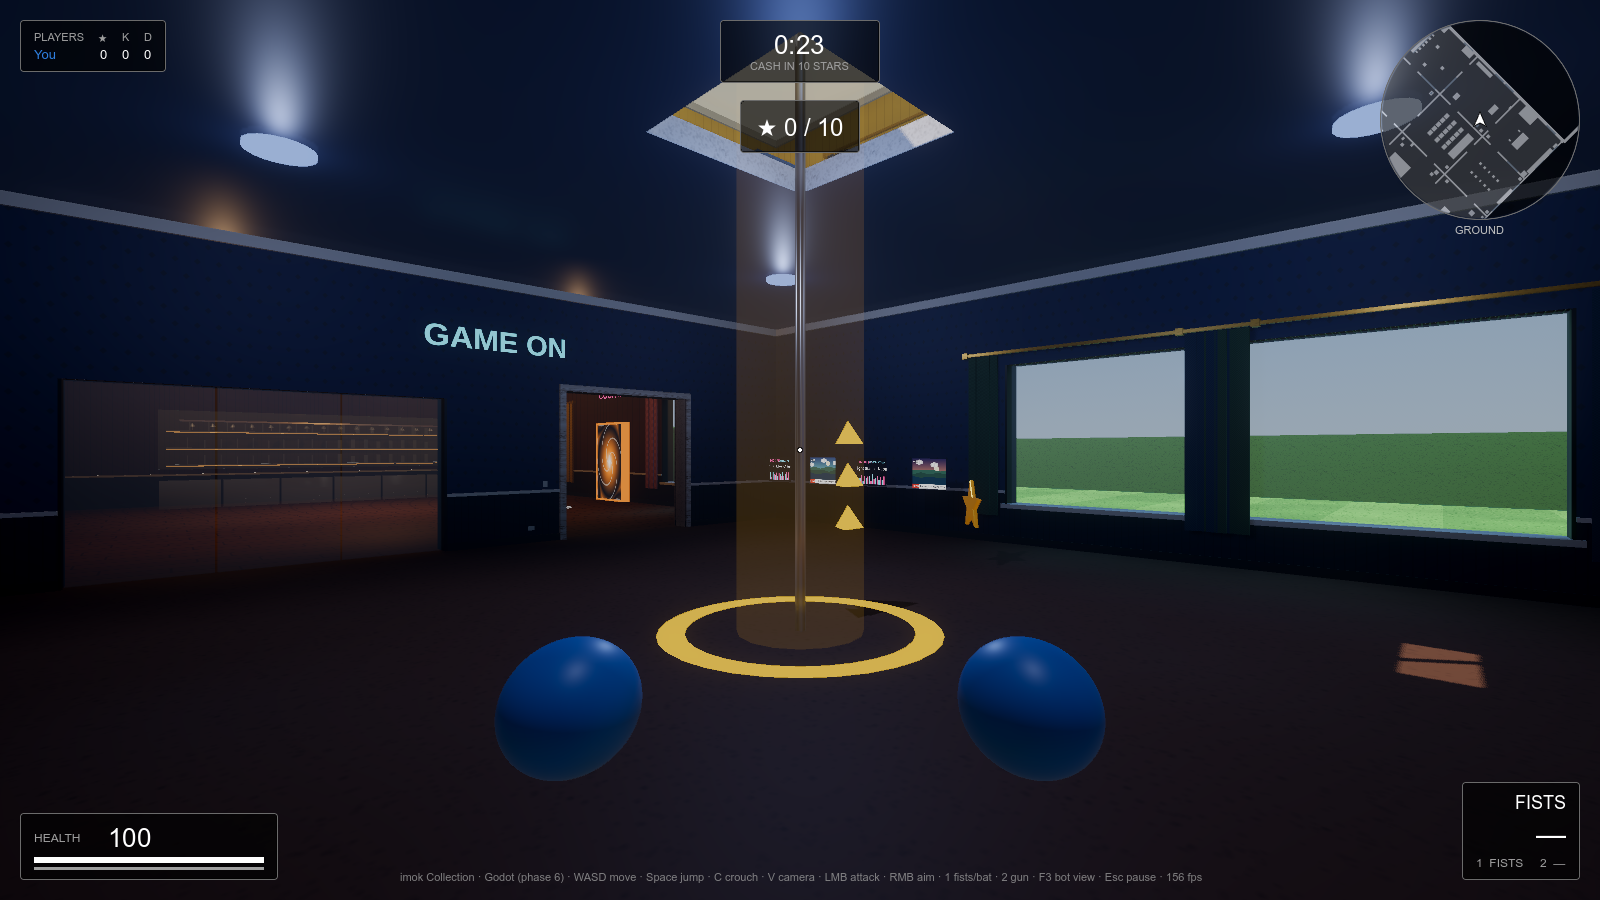 PLAYERS ★ K D
You 0 0 0
0:23
CASH IN 10 STARS
★ 0 / 10
GROUND
GAME ON
HEALTH 100
FISTS
—
1 FISTS 2 —
imok Collection · Godot (phase 6) · WASD move · Space jump · C crouch · V camera · LMB attack · RMB aim · 1 fists/bat · 2 gun · F3 bot view · Esc pause · 156 fps